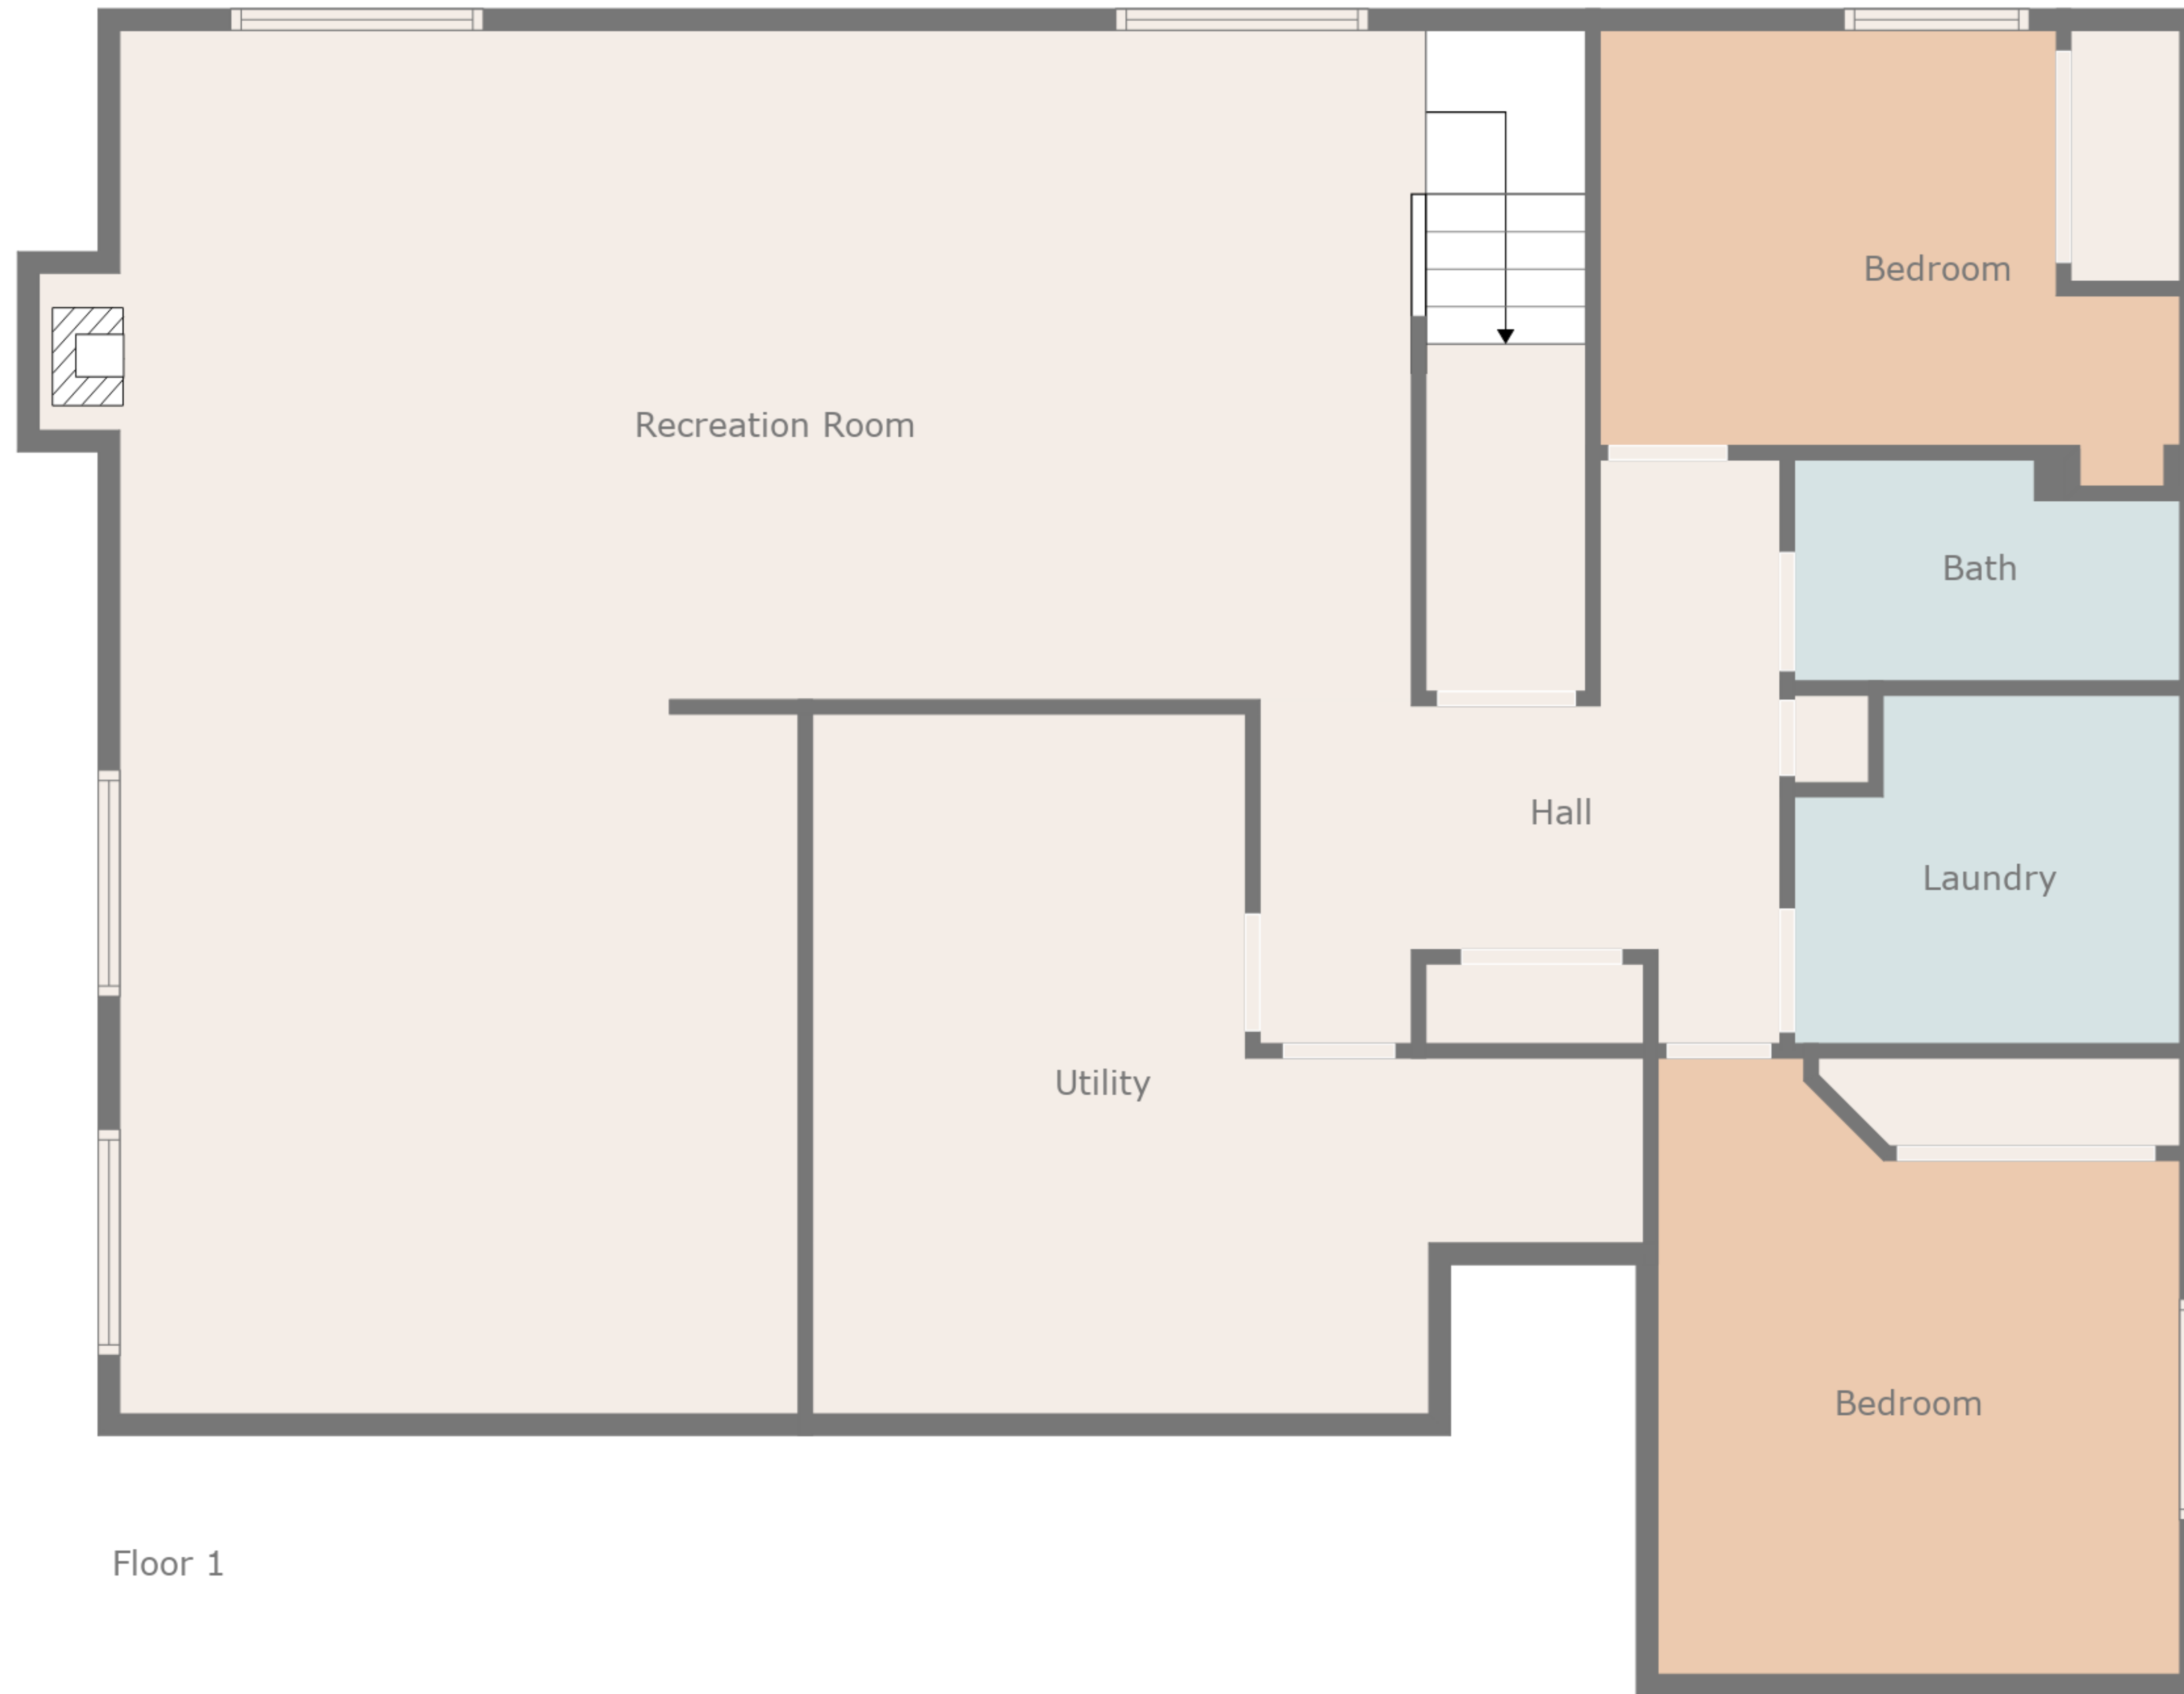 Bedroom
Recreation Room
Bath
Hall
Laundry
Utility
Bedroom
Floor 1